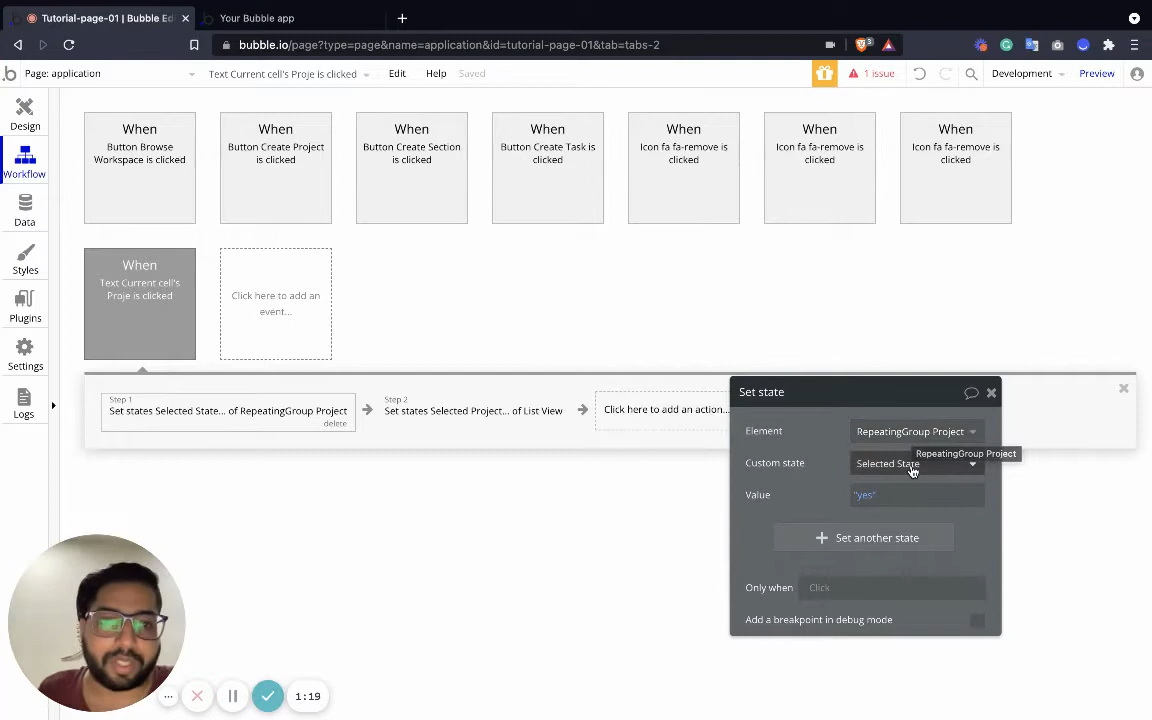 Tutorial-page-01 | Bubble Ed
Your Bubble app
bubble.io/page?type=page&name=application&id=tutorial-page-01&tab=tabs-2
3
Page: application
Text Current cell's Proje is clicked
Edit
Help
Saved
1 issue
Development
Preview
Design
Workflow
Data
Styles
Plugins
Settings
Logs
When
Button Browse
Workspace is clicked
When
Button Create Project
is clicked
When
Button Create Section
is clicked
When
Button Create Task is
clicked
When
Icon fa fa-remove is
clicked
When
Icon fa fa-remove is
clicked
When
Icon fa fa-remove is
clicked
When
Text Current cell's
Proje is clicked
Click here to add an
event...
Step 1
Set states Selected State... of RepeatingGroup Project
delete
Step 2
Set states Selected Project... of List View
Click here to add an action...
Set state
Element
RepeatingGroup Project
RepeatingGroup Project
Custom state
Selected State
Value
"yes"
Set another state
Only when
Click
Add a breakpoint in debug mode
1:19